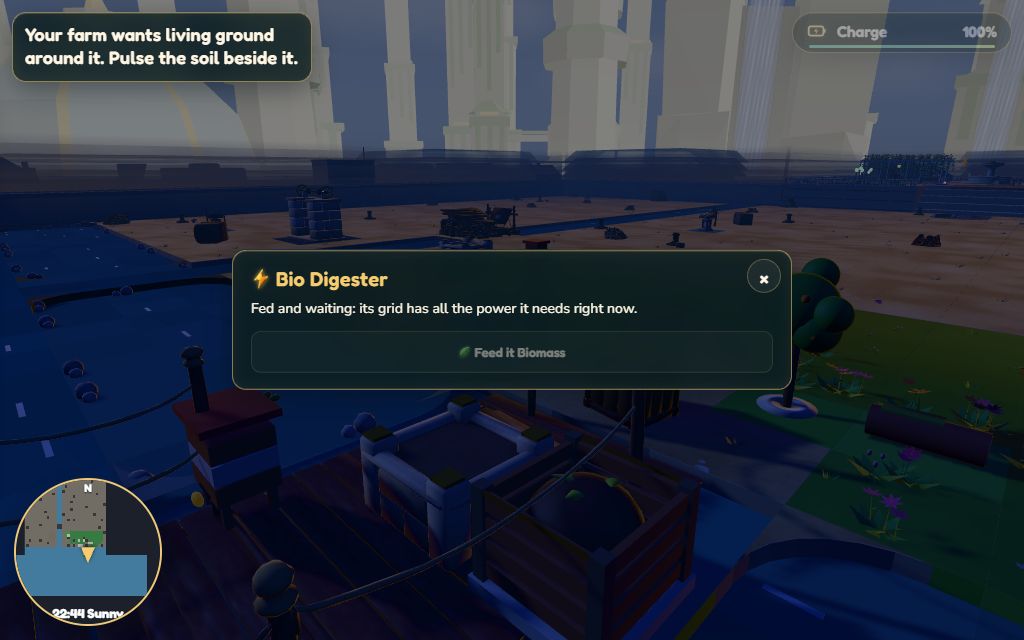 Your farm wants living ground
around it. Pulse the soil beside it.
Charge 100%
Bio Digester
Fed and waiting: its grid has all the power it needs right now.
Feed it Biomass
N
22:44 Sunny